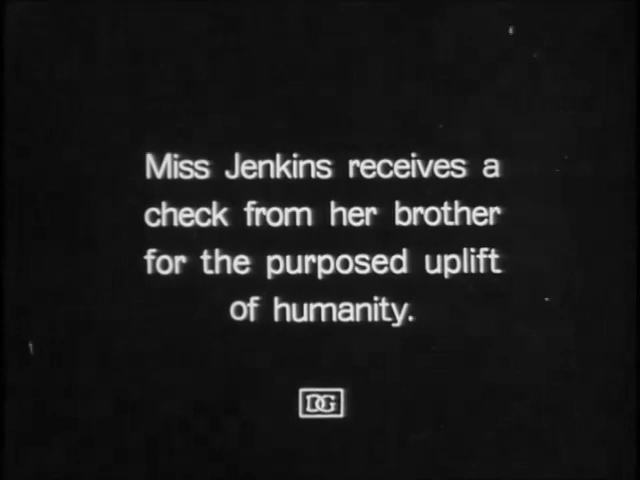 Miss Jenkins receives a
check from her brother
for the purposed uplift
of humanity.
DG